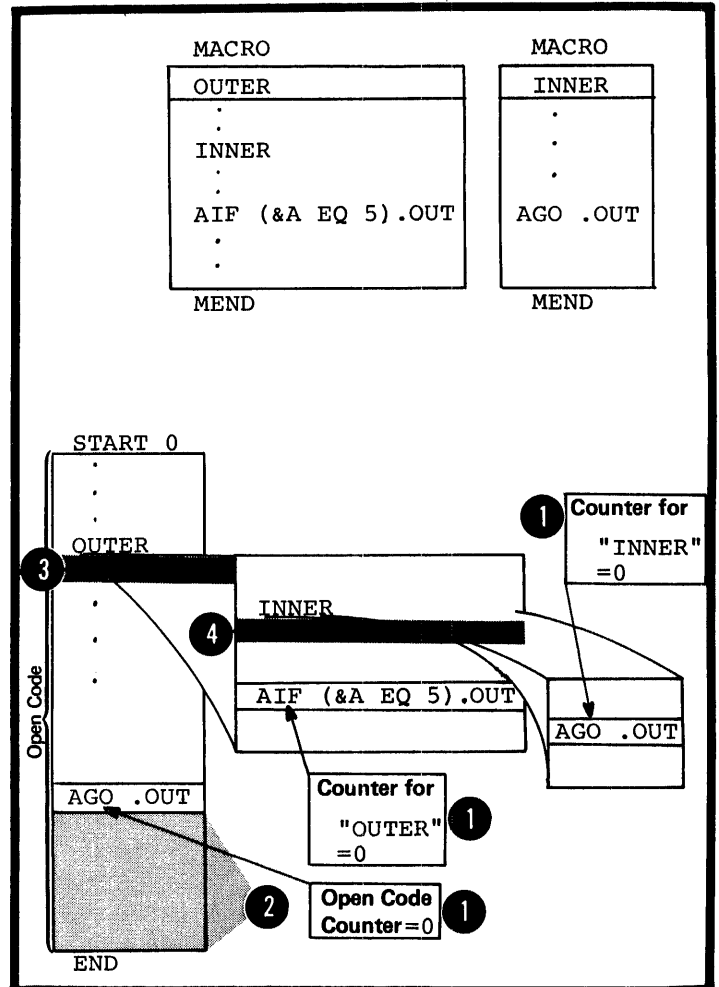 MACRO
OUTER
INNER
AIF (&A EQ 5).OUT
MEND
MACRO
INNER
AGO .OUT
MEND
START 0
OUTER
3
Open Code
AGO .OUT
2
END
INNER
4
AIF (&A EQ 5).OUT
1
Counter for
"INNER"
=0
AGO .OUT
Counter for
"OUTER"
=0
1
Open Code
Counter=0
1